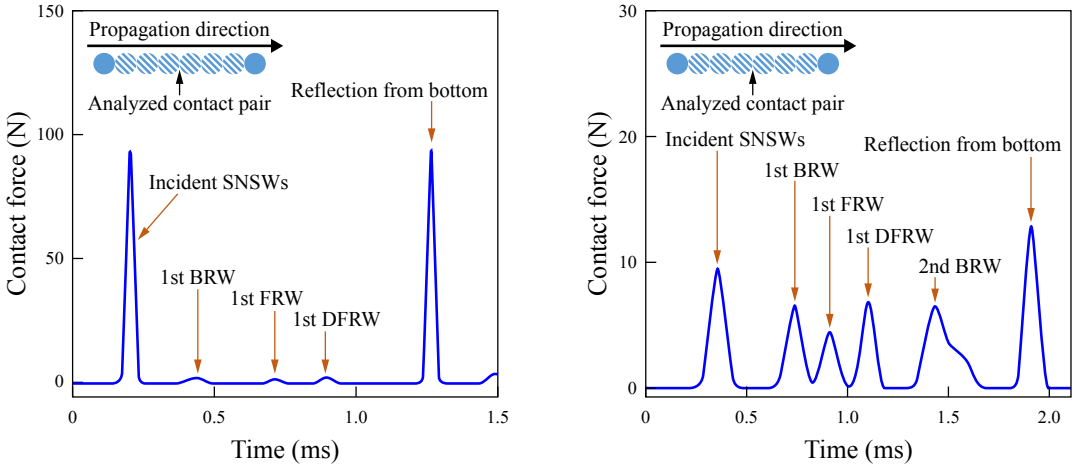 150
100
50
0
Contact force (N)
Propagation direction
Analyzed contact pair
Reflection from bottom
Incident SNSWs
1st BRW
1st FRW
1st DFRW
0
0.5
1.0
1.5
Time (ms)
30
20
10
0
Contact force (N)
Propagation direction
Analyzed contact pair
Incident SNSWs
Reflection from bottom
1st BRW
1st FRW
1st DFRW
2nd BRW
0
0.5
1.0
1.5
2.0
Time (ms)